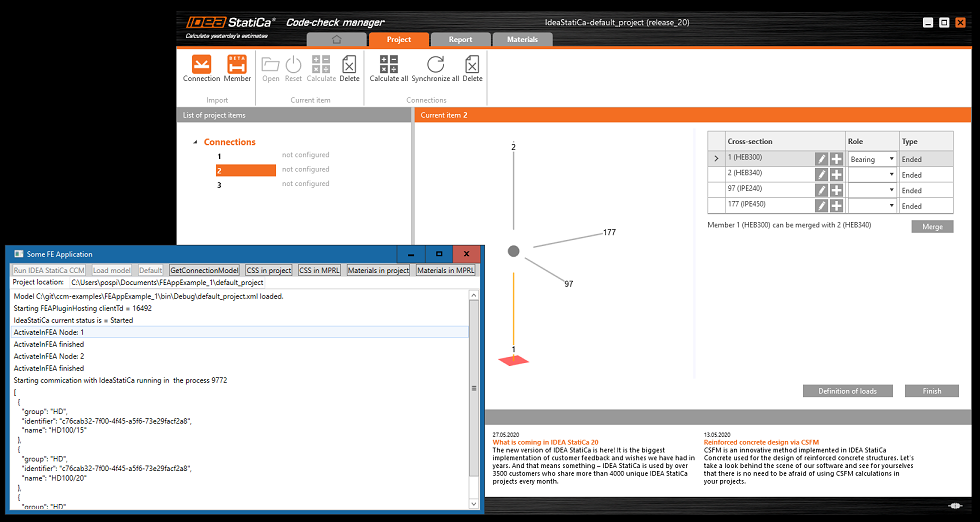 IDEA StatiCa® Code-check manager
Calculate yesterday's estimates
IdeaStatiCa-default_project (release_20)
Project Report Materials
BETA
Connection Member Open Reset Calculate Delete Calculate all Synchronize all Delete
Import Current item Connections
List of project items
Connections
1 not configured
2 not configured
3 not configured
Current item 2
2
177
97
1
Cross-section Role Type
1 (HEB300) Bearing Ended
2 (HEB340) Ended
97 (IPE240) Ended
177 (IPE450) Ended
Member 1 (HEB300) can be merged with 2 (HEB340) Merge
Definition of loads Finish
Some FE Application
Run IDEA StatiCa CCM Load model Default GetConnectionModel CSS in project CSS in MPRL Materials in project Materials in MPRL
Project location: C:\Users\pospi\Documents\FEAppExample_1\default_project
Model C:\git\ccm-examples\FEAppExample_1\bin\Debug\default_project.xml loaded.
Starting FEAPluginHosting clientTd = 16492
IdeaStatiCa current status is = Started
ActivateInFEA Node: 1
ActivateInFEA finished
ActivateInFEA Node: 2
ActivateInFEA finished
Starting commication with IdeaStatiCa running in the process 9772
[
{
"group": "HD",
"identifier": "c76cab32-7f00-4f45-a5f6-73e29facf2a8",
"name": "HD100/15"
},
{
"group": "HD",
"identifier": "c76cab32-7f00-4f45-a5f6-73e29facf2a8",
"name": "HD100/20"
},
{
"group": "HD"
27.05.2020
What is coming in IDEA StatiCa 20
The new version of IDEA StatiCa is here! It is the biggest
implementation of customer feedback and wishes we have had in
years. And that means something – IDEA StatiCa is used by over
3500 customers who share more than 4000 unique IDEA StatiCa
projects every month.
13.05.2020
Reinforced concrete design via CSFM
CSFM is an innovative method implemented in IDEA StatiCa
Concrete used for the design of reinforced concrete structures. Let's
take a look behind the scene of our software and see for yourselves
that there is no need to be afraid of using CSFM calculations in
your projects.